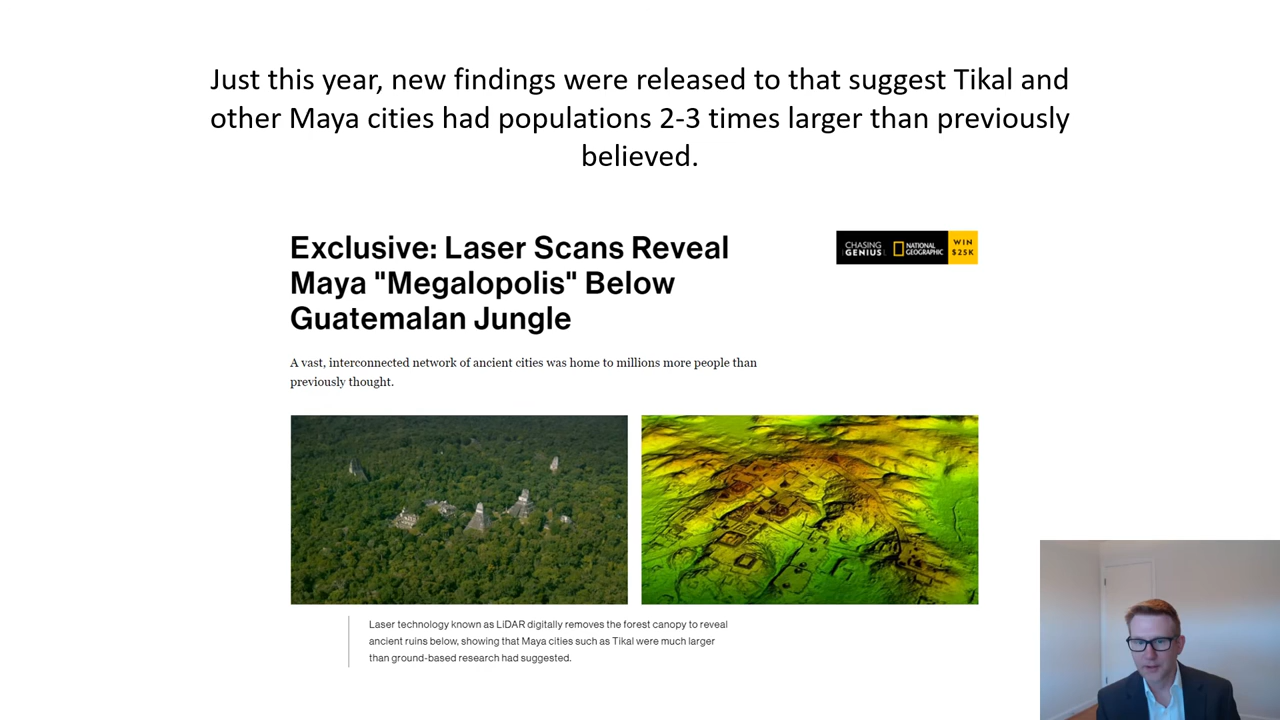 Just this year, new findings were released to that suggest Tikal and
other Maya cities had populations 2-3 times larger than previously
believed.
Exclusive: Laser Scans Reveal
Maya "Megalopolis" Below
Guatemalan Jungle
CHASING
GENIUS
NATIONAL
GEOGRAPHIC
WIN
$25K
A vast, interconnected network of ancient cities was home to millions more people than
previously thought.
Laser technology known as LiDAR digitally removes the forest canopy to reveal
ancient ruins below, showing that Maya cities such as Tikal were much larger
than ground-based research had suggested.